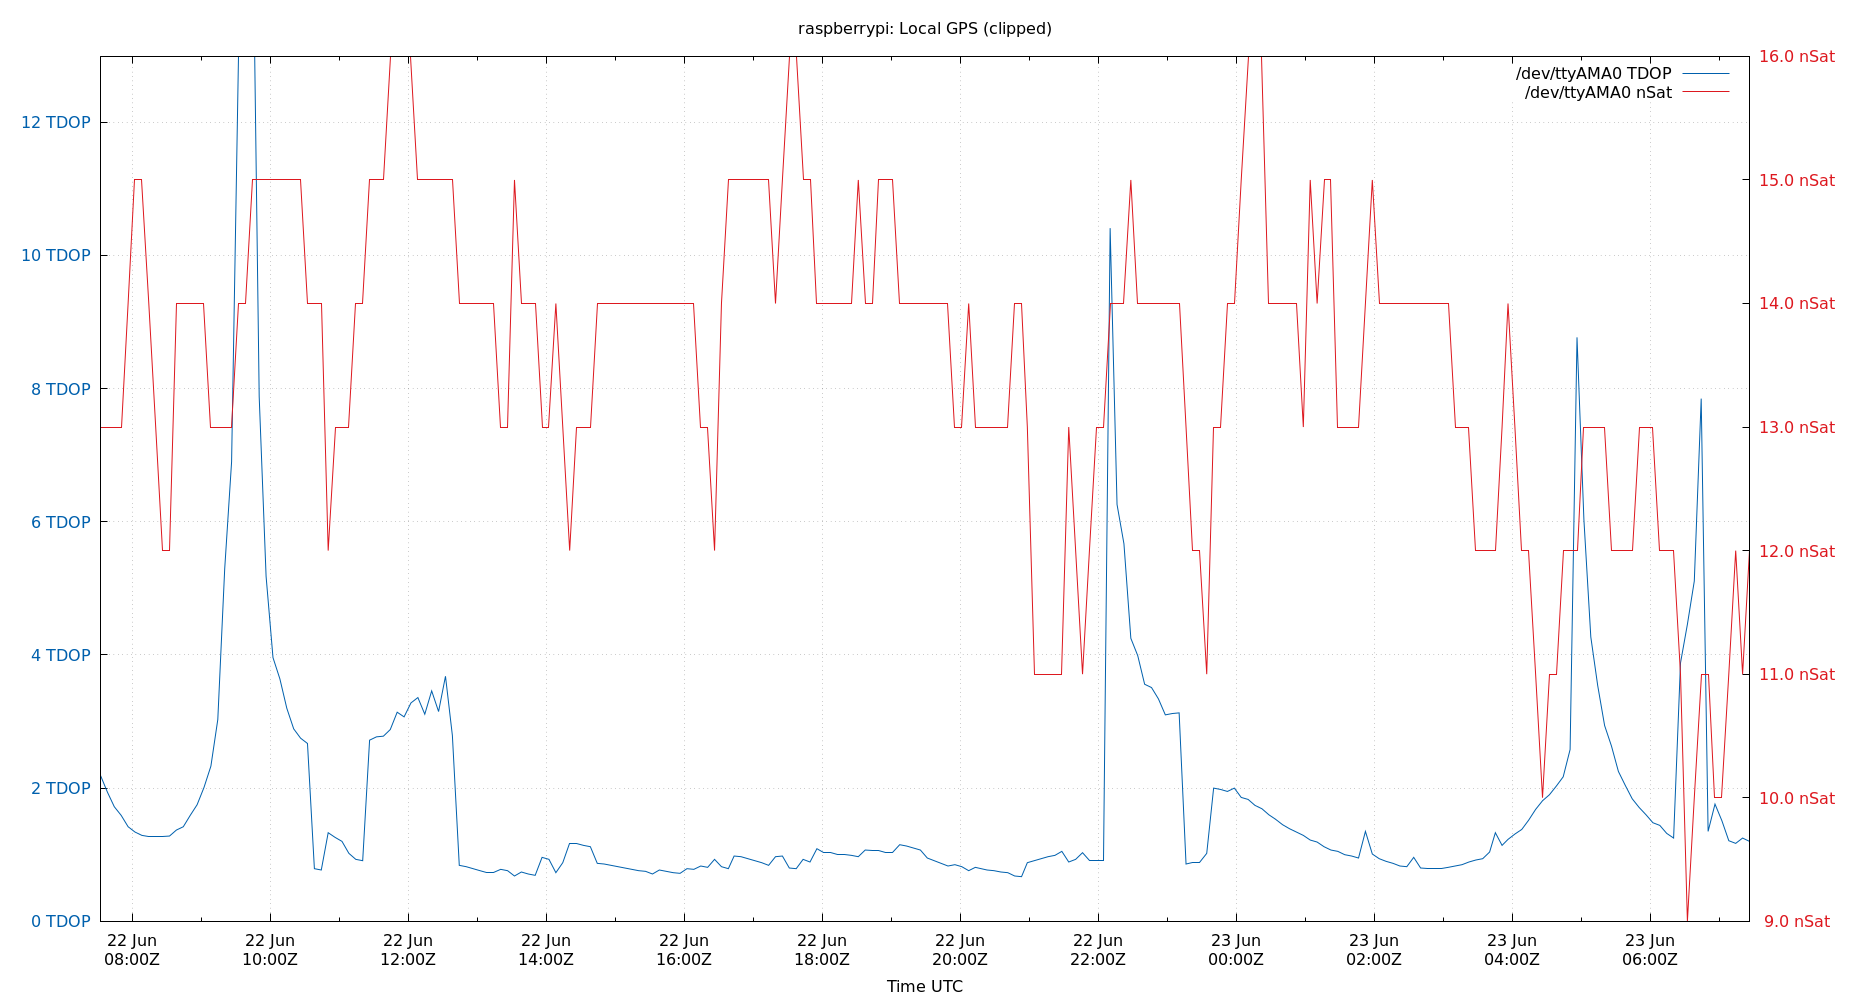 raspberrypi: Local GPS (clipped)
16.0 nSat
/dev/ttyAMA0 TDOP
/dev/ttyAMA0 nSat
12 TDOP
15.0 nSat
10 TDOP
14.0 nSat
8 TDOP
13.0 nSat
6 TDOP
12.0 nSat
4 TDOP
11.0 nSat
2 TDOP
10.0 nSat
0 TDOP
9.0 nSat
22 Jun 22 Jun 22 Jun 22 Jun 22 Jun 22 Jun 22 Jun 22 Jun 23 Jun 23 Jun 23 Jun 23 Jun
08:00Z 10:00Z 12:00Z 14:00Z 16:00Z 18:00Z 20:00Z 22:00Z 00:00Z 02:00Z 04:00Z 06:00Z
Time UTC